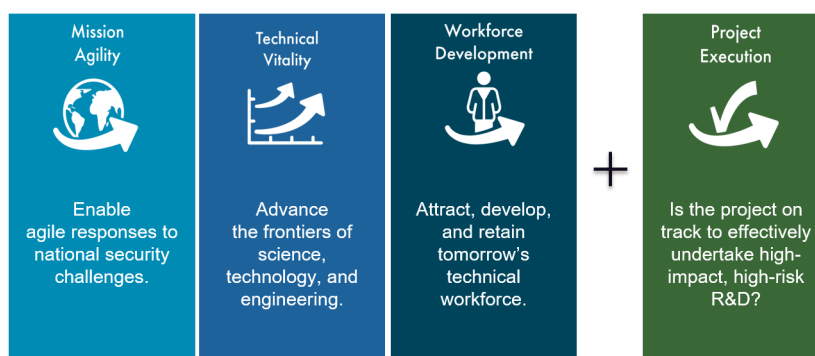 Mission
Agility
Enable
agile responses to
national security
challenges.
Technical
Vitality
Advance
the frontiers of
science,
technology, and
engineering.
Workforce
Development
Attract, develop,
and retain
tomorrow's
technical
workforce.
+
Project
Execution
Is the project on
track to effectively
undertake high-
impact, high-risk
R&D?